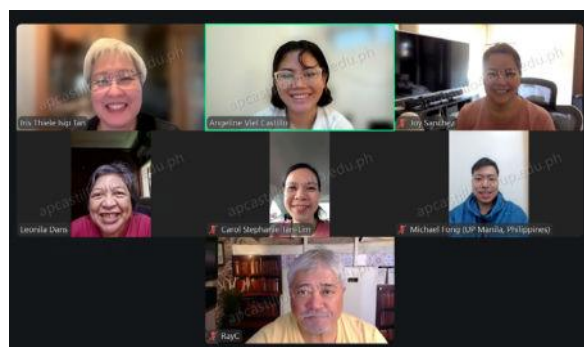 Iris Thiele Isip Tan
Angeline Viel Castillo
Joy Sanchez
Leonila Dans
Carol Stephanie Tan-Lim
Michael Fong (UP Manila, Philippines)
RayC